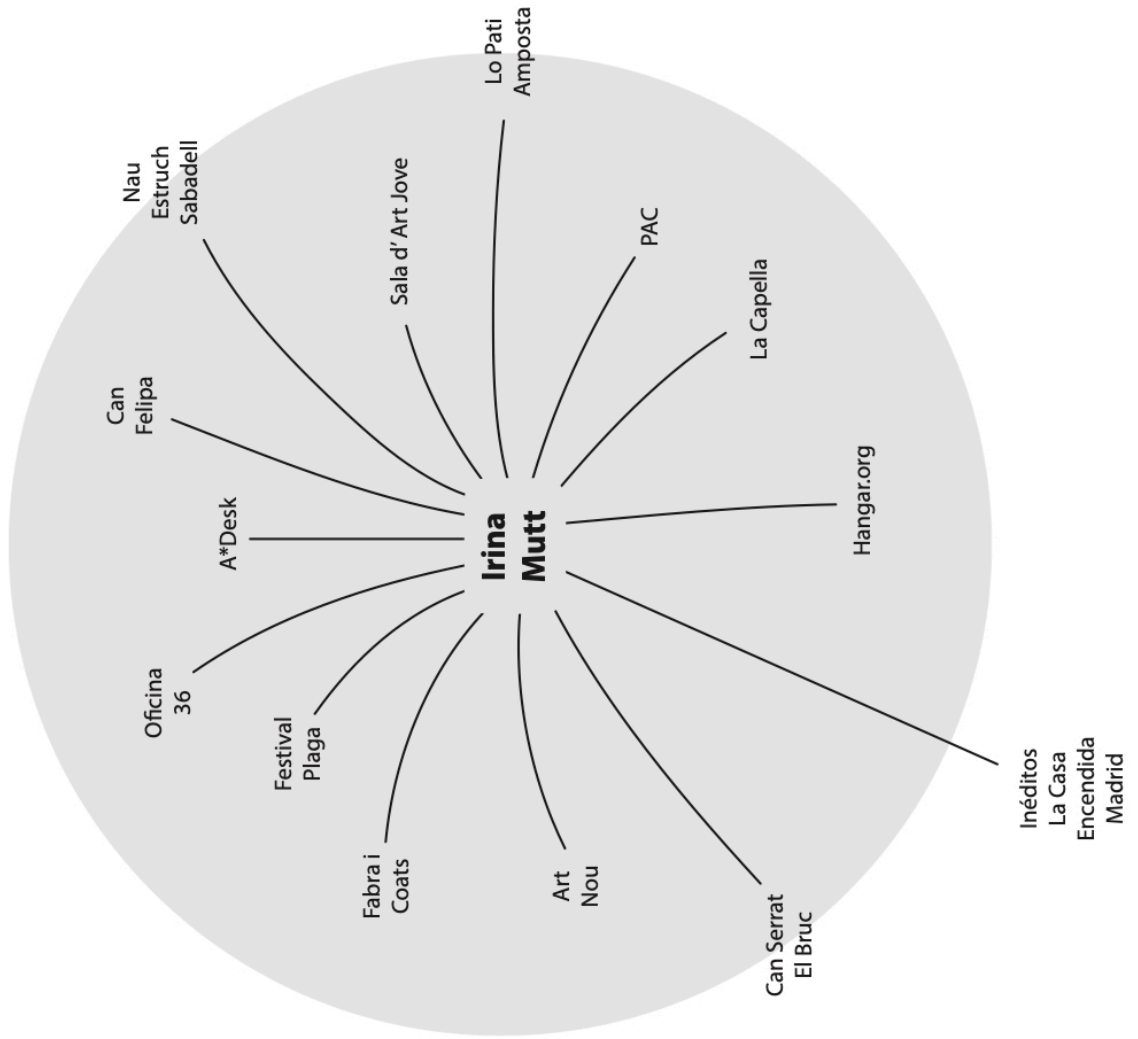 Can
Felipa
Nau
Estruch
Sabadell
Oficina
36
A*Desk
Festival
Plaga
Fabra i
Coats
Sala d’ Art Jove
Irina
Mutt
Lo Pati
Amposta
Art
Nou
PAC
La Capella
Can Serrat
El Bruc
Hangar.org
Inéditos
La Casa
Encendida
Madrid